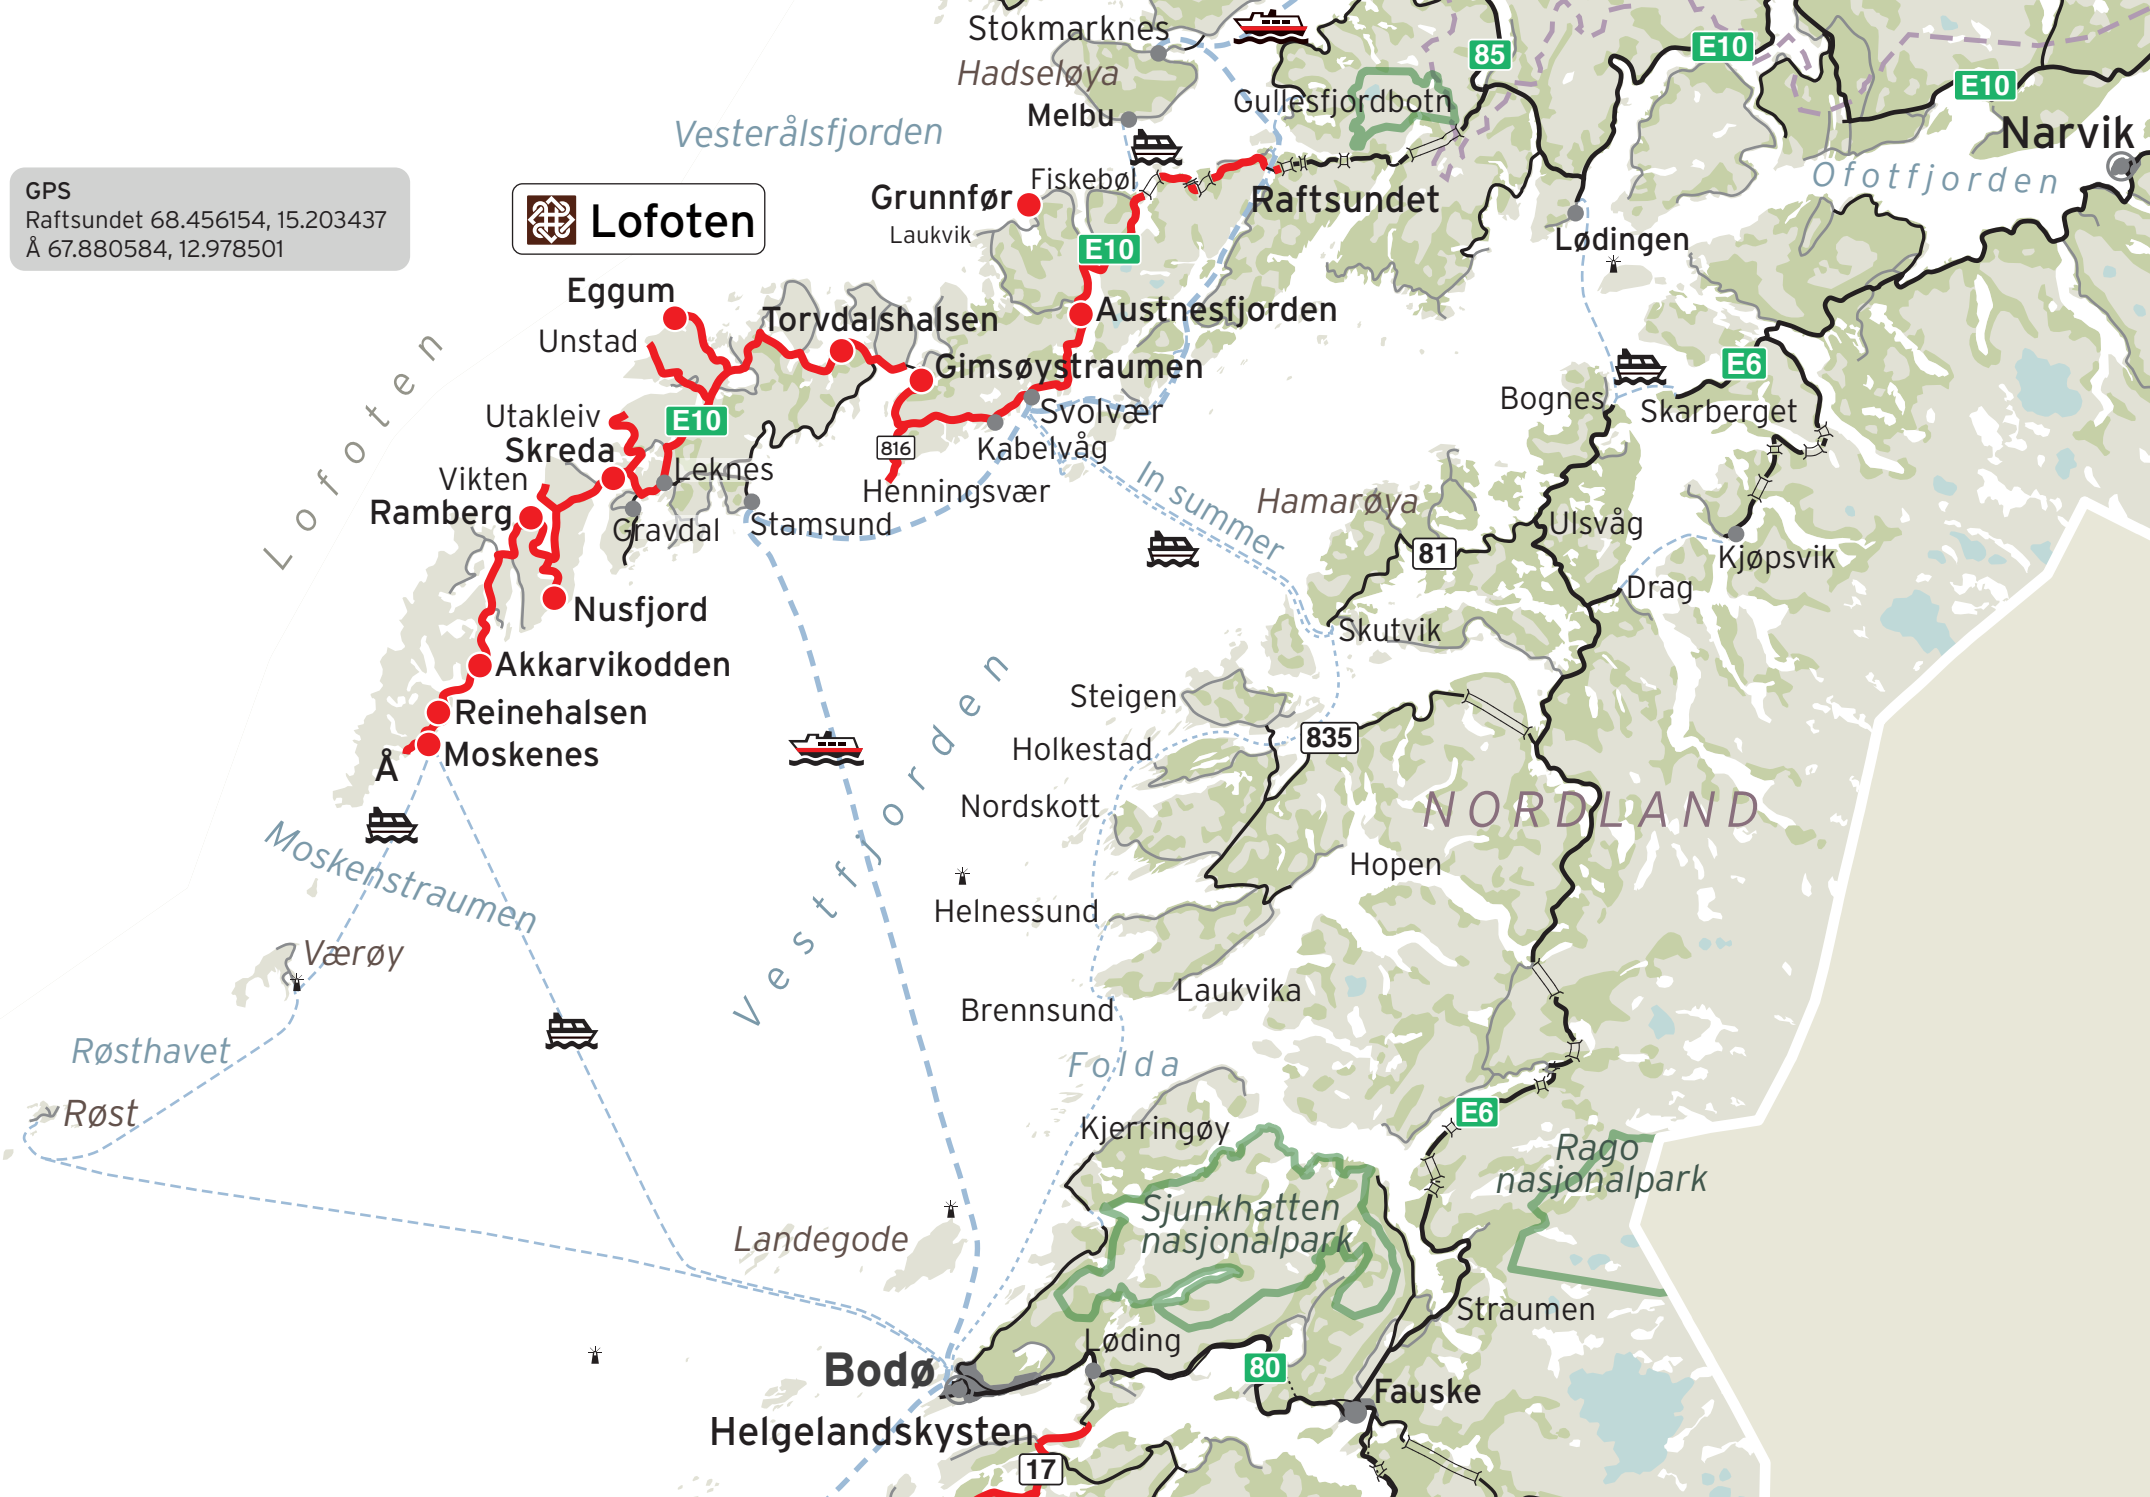 Stokmarknes
85
E10
Hadseløya
E10
Gullesfjordbotn
Melbu
Vesterålsfjorden
Narvik
GPS
Raftsundet 68.456154, 15.203437
Å 67.880584, 12.978501
Ofotfjorden
Fiskebøl
Grunnfør
Raftsundet
Lofoten
Laukvik
E10
Lødingen
Eggum
Torvdalshalsen
Austnesfjorden
Unstad
Lofoten
Gimsøystraumen
E6
Bognes
Skarberget
Svolvær
Utakleiv
E10
Skreda
816
Kabelvåg
Leknes
Vikten
Henningsvær
In summer
Hamarøya
Ramberg
Gravdal
Stamsund
Ulsvåg
81
Kjøpsvik
Drag
Nusfjord
Skutvik
Akkarvikodden
Steigen
Reinehalsen
Vestfjorden
835
Holkestad
Moskenes
Å
Nordskott
NORDLAND
Moskenstraumen
Hopen
Helnessund
Værøy
Laukvika
Brennsund
Røsthavet
Folda
Røst
E6
Kjerringøy
Rago
nasjonalpark
Sjunkhatten
nasjonalpark
Landegode
Straumen
Løding
Bodø
80
Fauske
Helgelandskysten
17